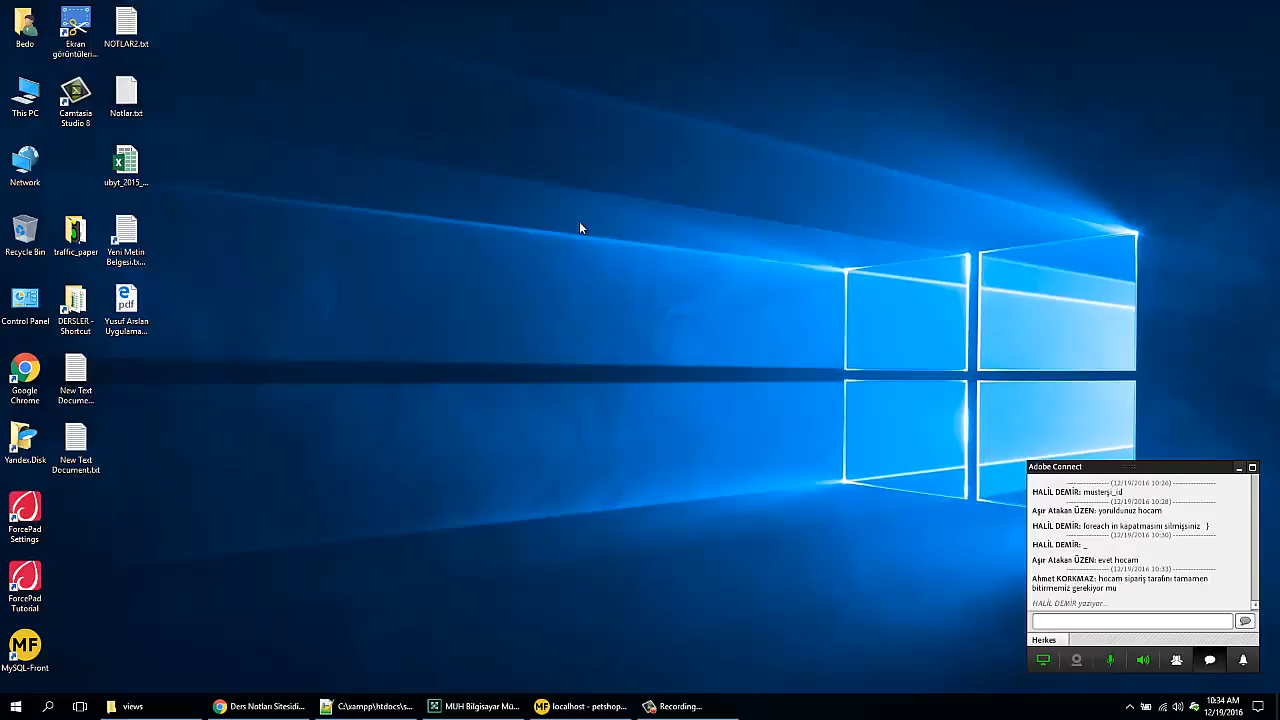 Bedo
Ekran
görüntüleri...
NOTLAR2.txt
This PC
Camtasia
Studio 8
Notlar.txt
Network
ubyt_2015_...
Recycle Bin
traffic_paper
Yeni Metin
Belgesi.tx...
Control Panel
DERSLER -
Shortcut
pdf
Yusuf Arslan
Uygulama...
Google
Chrome
New Text
Docume...
Yandex.Disk
New Text
Document.txt
ForcePad
Settings
ForcePad
Tutorial
MF
MySQL-Front
Adobe Connect
------------------ (12/19/2016 10:26) ------------------
HALİL DEMİR: musterşi_id
------------------ (12/19/2016 10:28) ------------------
Aşır Atakan ÜZEN: yoruldunuz hocam
HALİL DEMİR: foreach in kapatmasını silmişsiniz }
------------------ (12/19/2016 10:30) ------------------
HALİL DEMİR: _
Aşır Atakan ÜZEN: evet hocam
------------------ (12/19/2016 10:33) ------------------
Ahmet KORKMAZ: hocam sipariş tarafını tamamen
bitirmemiz gerekiyor mu
HALİL DEMİR yazıyor...
Herkes
views
Ders Notları Sitesidi...
C:\xampp\htdocs\s...
MUH Bilgisayar Mü...
MF
localhost - petshop...
Recording...
10:34 AM
12/19/2016